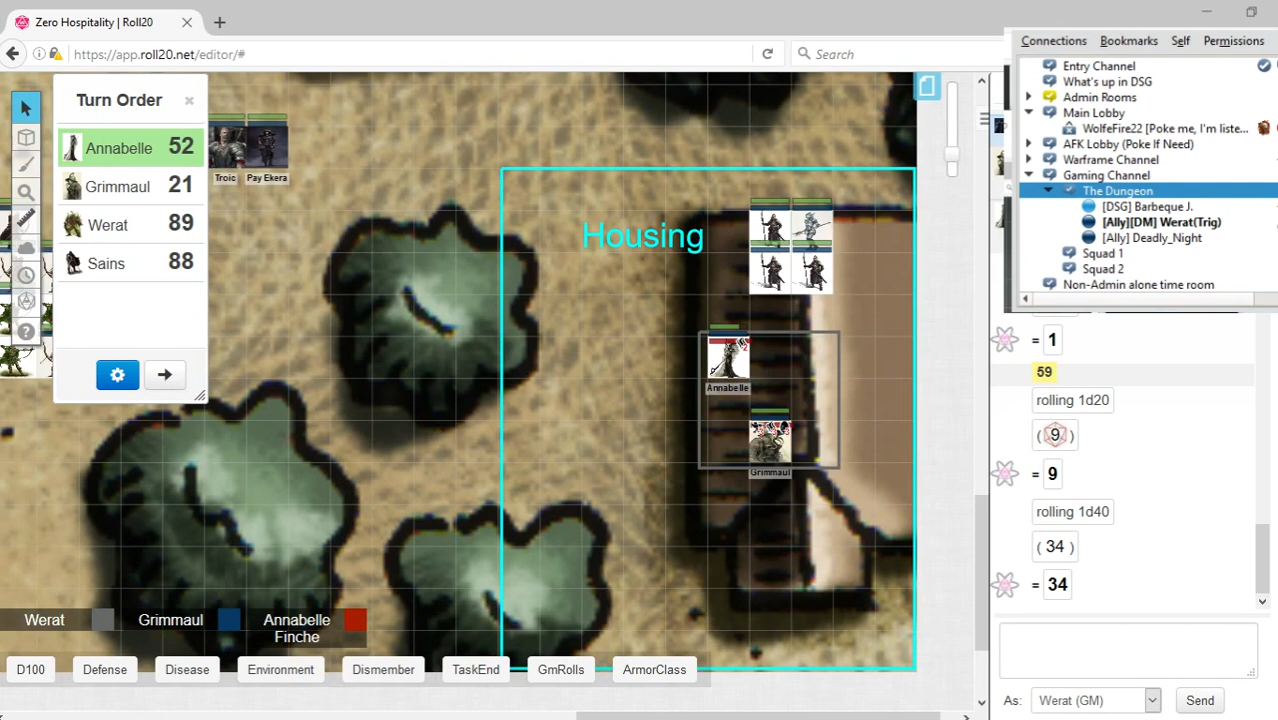 Zero Hospitality | Roll20
https://app.roll20.net/editor/#
Search
Turn Order
Annabelle 52
Grimmaul 21
Werat 89
Sains 88
Troic
Pay Ekera
Housing
Annabelle
Grimmaul
Werat
Grimmaul
Annabelle
Finche
D100
Defense
Disease
Environment
Dismember
TaskEnd
GmRolls
ArmorClass
Connections Bookmarks Self Permissions
Entry Channel
What's up in DSG
Admin Rooms
Main Lobby
WolfeFire22 [Poke me, I'm liste...
AFK Lobby (Poke If Need)
Warframe Channel
Gaming Channel
The Dungeon
[DSG] Barbeque J.
[Ally][DM] Werat(Trig)
[Ally] Deadly_Night
Squad 1
Squad 2
Non-Admin alone time room
= 1
59
rolling 1d20
( 9 )
= 9
rolling 1d40
( 34 )
= 34
As: Werat (GM)
Send